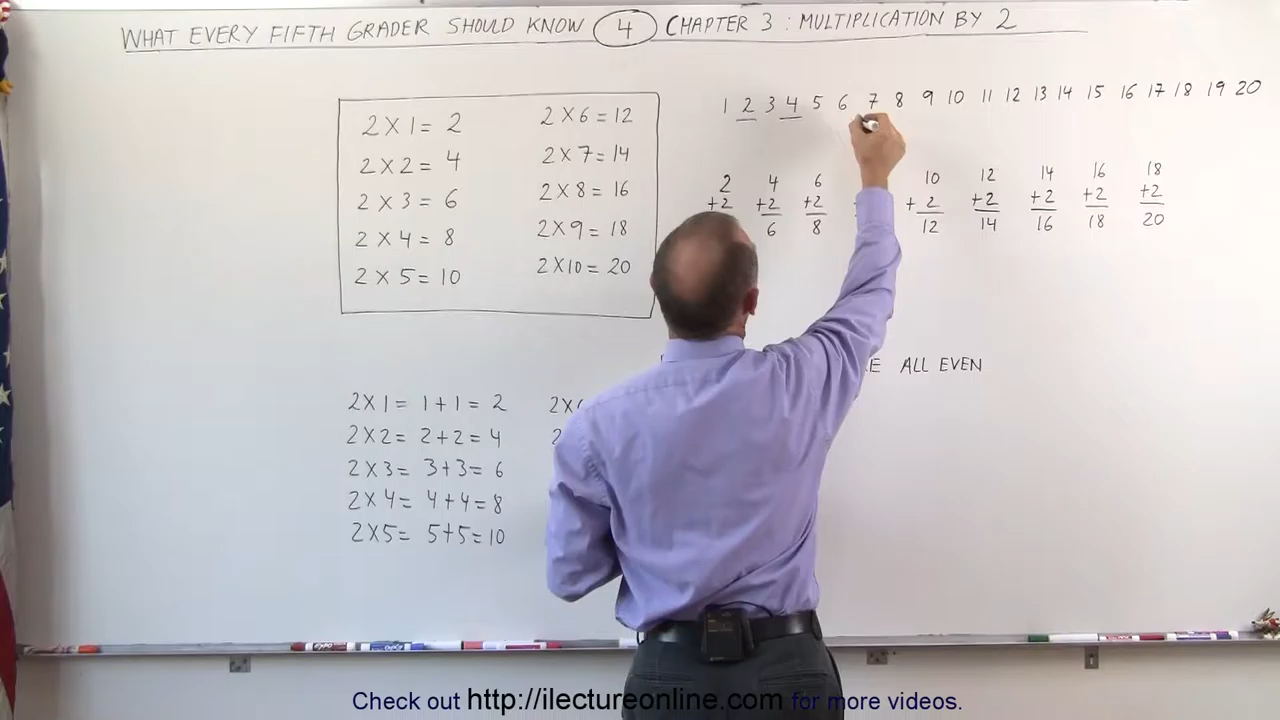 WHAT EVERY FIFTH GRADER SHOULD KNOW 4 CHAPTER 3 : MULTIPLICATION BY 2
2 X 1 = 2
2 X 2 = 4
2 X 3 = 6
2 X 4 = 8
2 X 5 = 10
2 X 6 = 12
2 X 7 = 14
2 X 8 = 16
2 X 9 = 18
2 X 10 = 20
1 2 3 4 5 6 7 8 9 10 11 12 13 14 15 16 17 18 19 20
2 4 6 10 12 14 16 18
+2 +2 +2 +2 +2 +2 +2 +2
6 8 12 14 16 18 20
ALL EVEN
2 X 1 = 1 + 1 = 2
2 X 2 = 2 + 2 = 4
2 X 3 = 3 + 3 = 6
2 X 4 = 4 + 4 = 8
2 X 5 = 5 + 5 = 10
2 X 6
Check out http://ilectureonline.com for more videos.